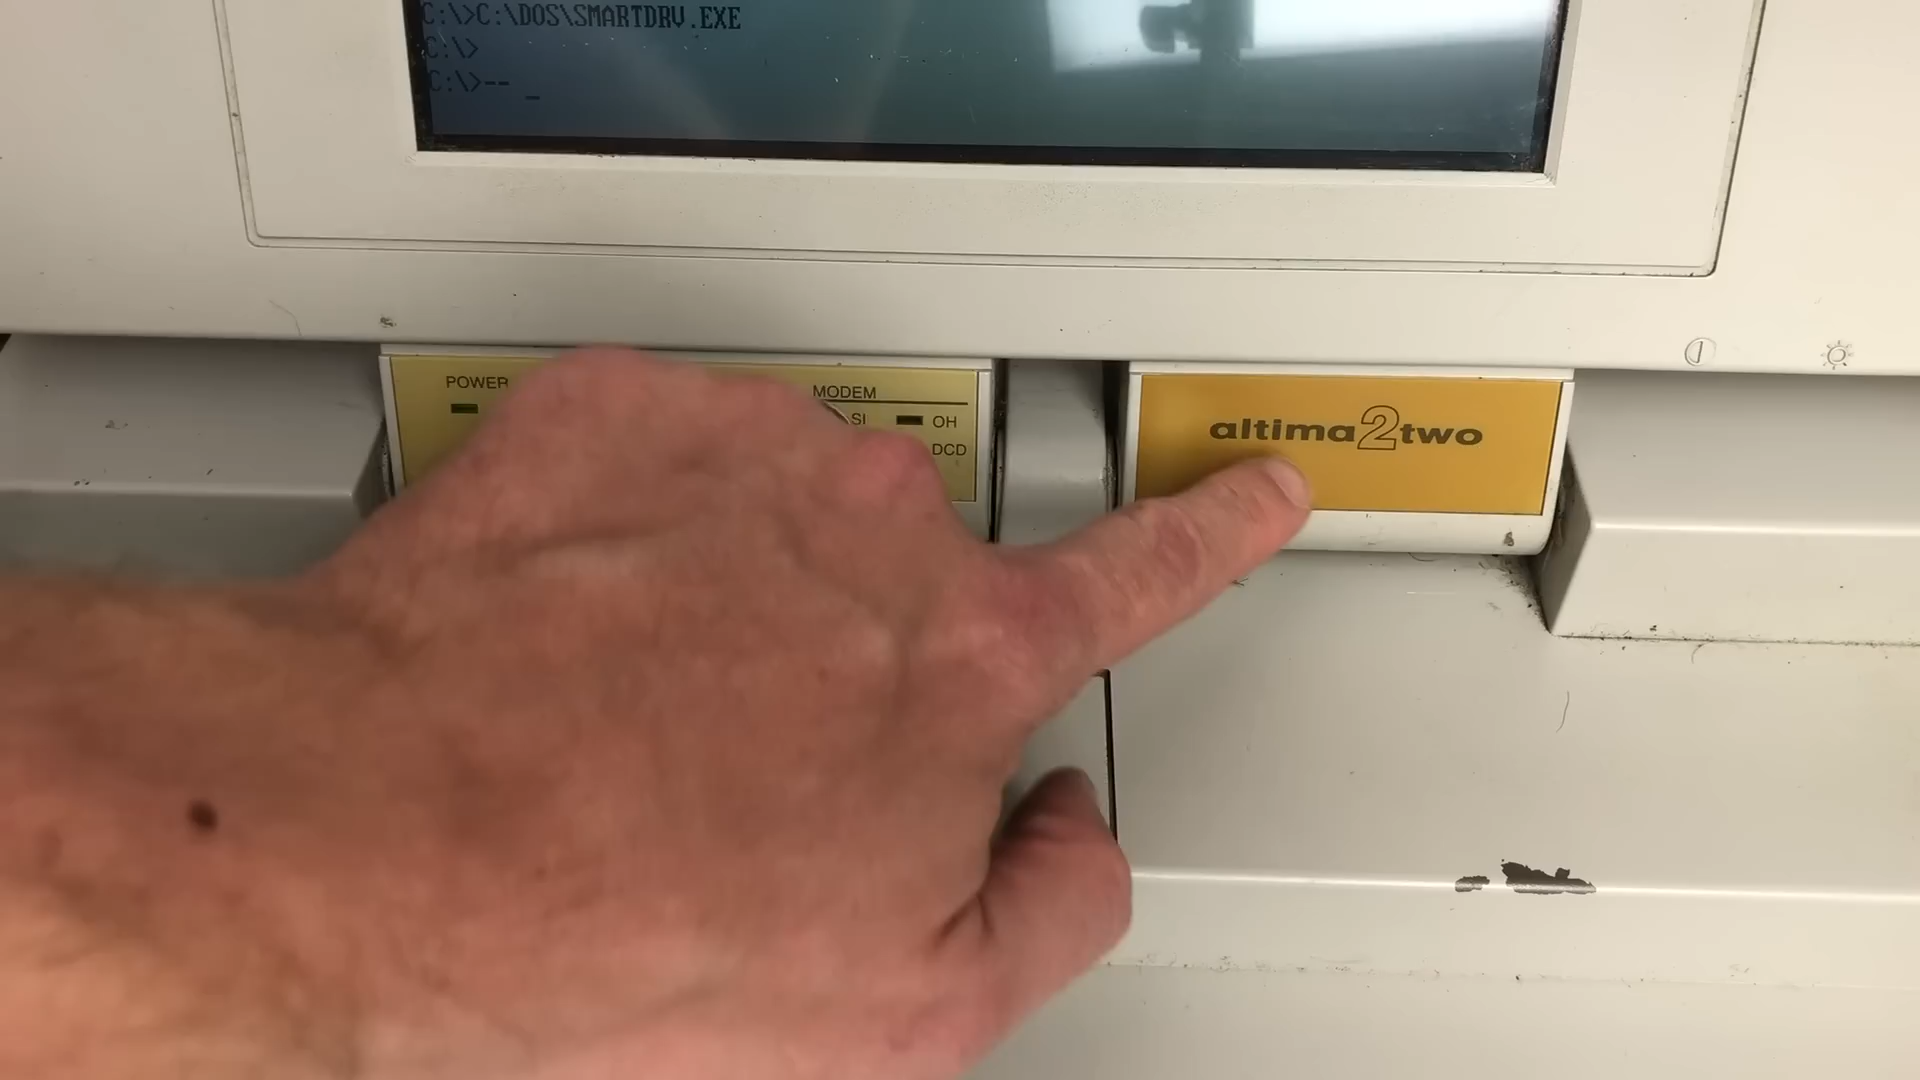 C:\>C:\DOS\SMARTDRV.EXE
C:\>
C:\>-- _
POWER
MODEM
SI
OH
DCD
altima2two